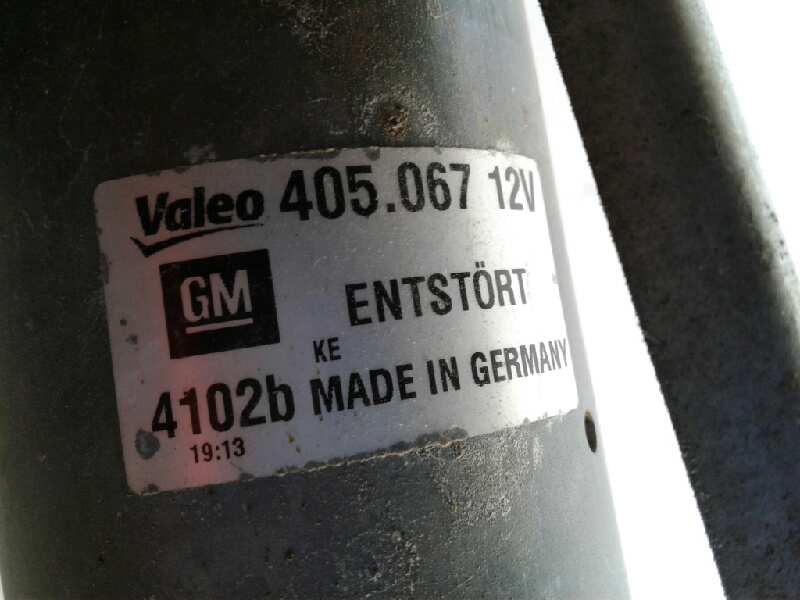 Valeo 405.067 12V
GM ENTSTÖRT
KE
4102b MADE IN GERMANY
19:13